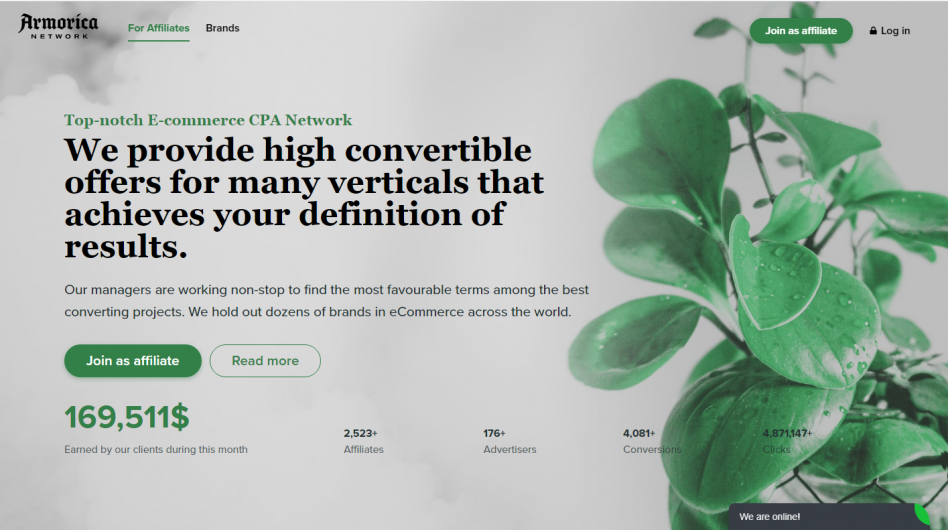 Armorica
NETWORK
For Affiliates
Brands
Join as affiliate
Log in
Top-notch E-commerce CPA Network
We provide high convertible
offers for many verticals that
achieves your definition of
results.
Our managers are working non-stop to find the most favourable terms among the best
converting projects. We hold out dozens of brands in eCommerce across the world.
Join as affiliate
Read more
169,511$
Earned by our clients during this month
2,523+
Affiliates
176+
Advertisers
4,081+
Conversions
4,871,147+
Clicks
We are online!